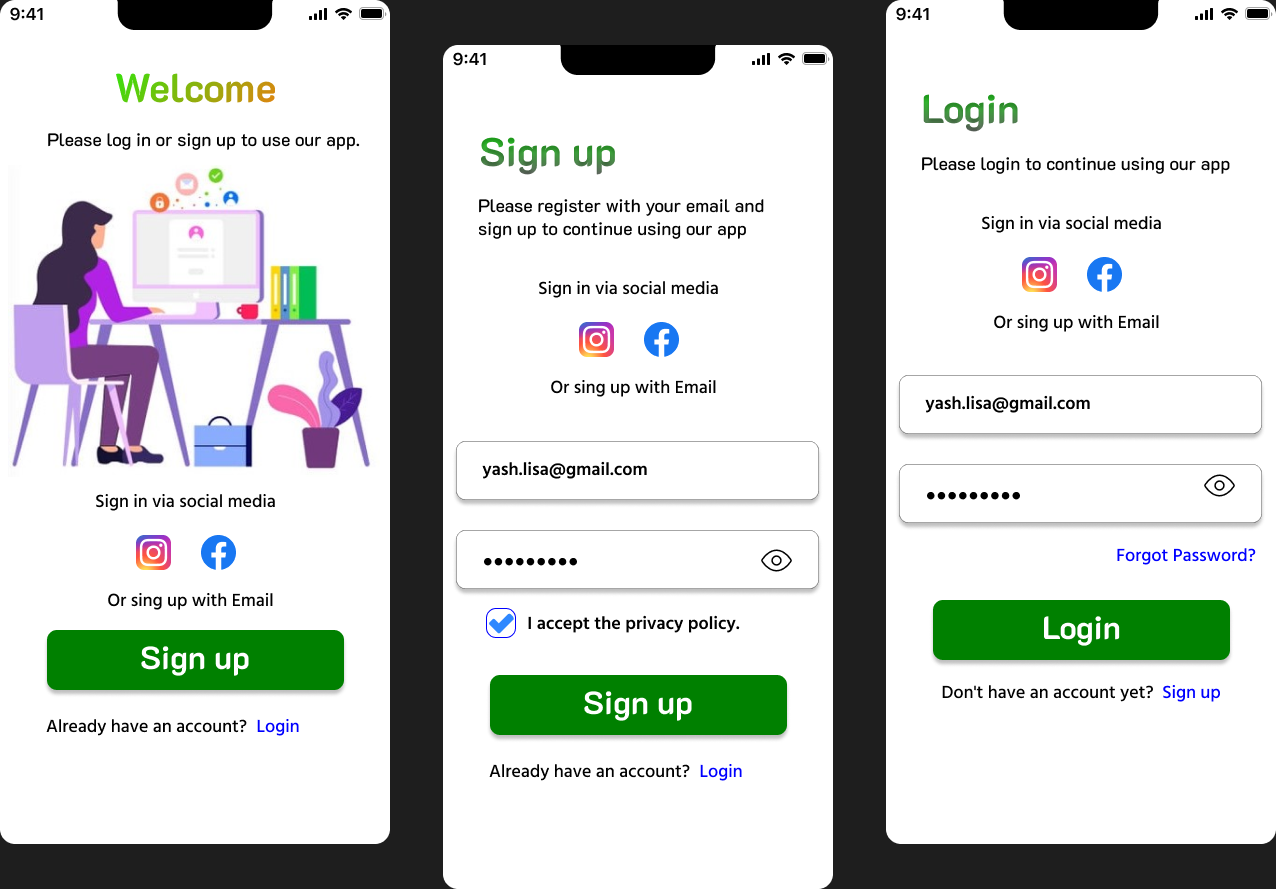 9:41
Welcome
Please log in or sign up to use our app.
Sign in via social media
Or sing up with Email
Sign up
Already have an account? Login
9:41
Sign up
Please register with your email and
sign up to continue using our app
Sign in via social media
Or sing up with Email
yash.lisa@gmail.com
•••••••••
I accept the privacy policy.
Sign up
Already have an account? Login
9:41
Login
Please login to continue using our app
Sign in via social media
Or sing up with Email
yash.lisa@gmail.com
•••••••••
Forgot Password?
Login
Don't have an account yet? Sign up